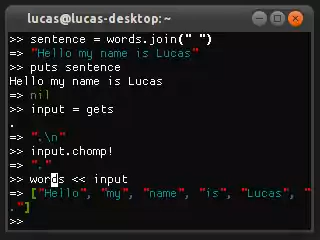 lucas@lucas-desktop: ~
>> sentence = words.join(" ")
=> "Hello my name is Lucas"
>> puts sentence
Hello my name is Lucas
=> nil
>> input = gets
.
=> ".\n"
>> input.chomp!
=> "."
>> words << input
=> ["Hello", "my", "name", "is", "Lucas", "
."]
>>